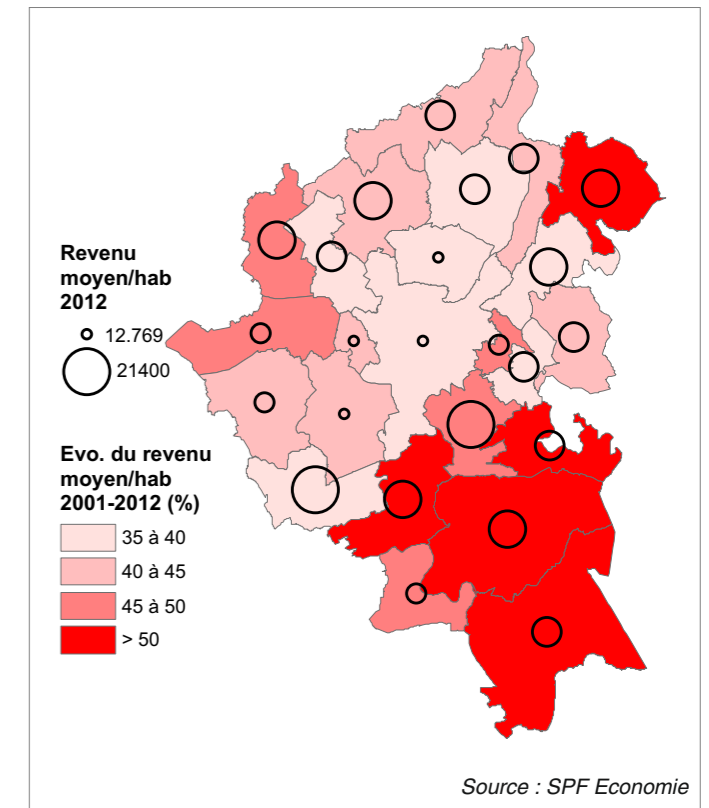 Revenu
moyen/hab
2012
12.769
21400
Evo. du revenu
moyen/hab
2001-2012 (%)
35 à 40
40 à 45
45 à 50
> 50
Source : SPF Economie